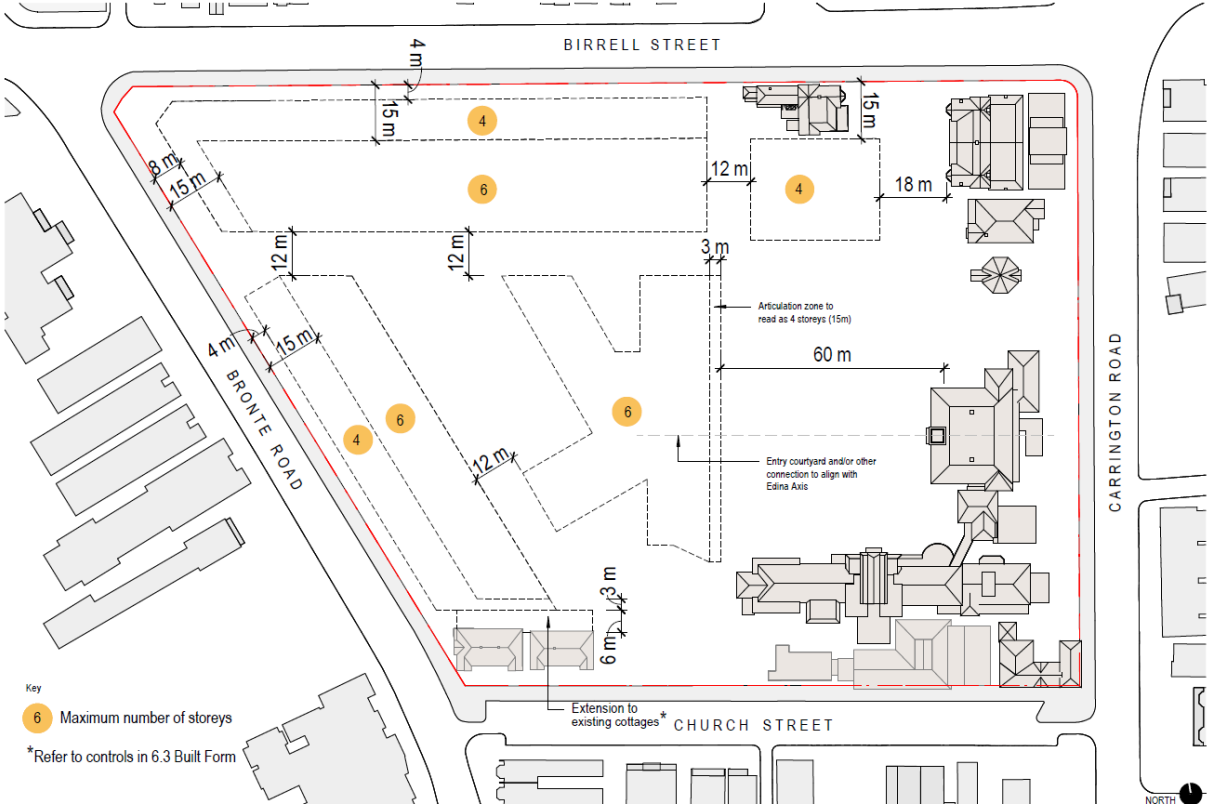 BIRRELL STREET
4 m
15 m
4
15 m
8 m
15 m
6
12 m
4
18 m
12 m
12 m
3 m
Articulation zone to
read as 4 storeys (15m)
60 m
4 m
15 m
BRONTE ROAD
CARRINGTON ROAD
6
4
6
12 m
Entry courtyard and/or other
connection to align with
Edina Axis
3 m
6 m
Extension to
existing cottages*
CHURCH STREET
Key
6 Maximum number of storeys
*Refer to controls in 6.3 Built Form
NORTH